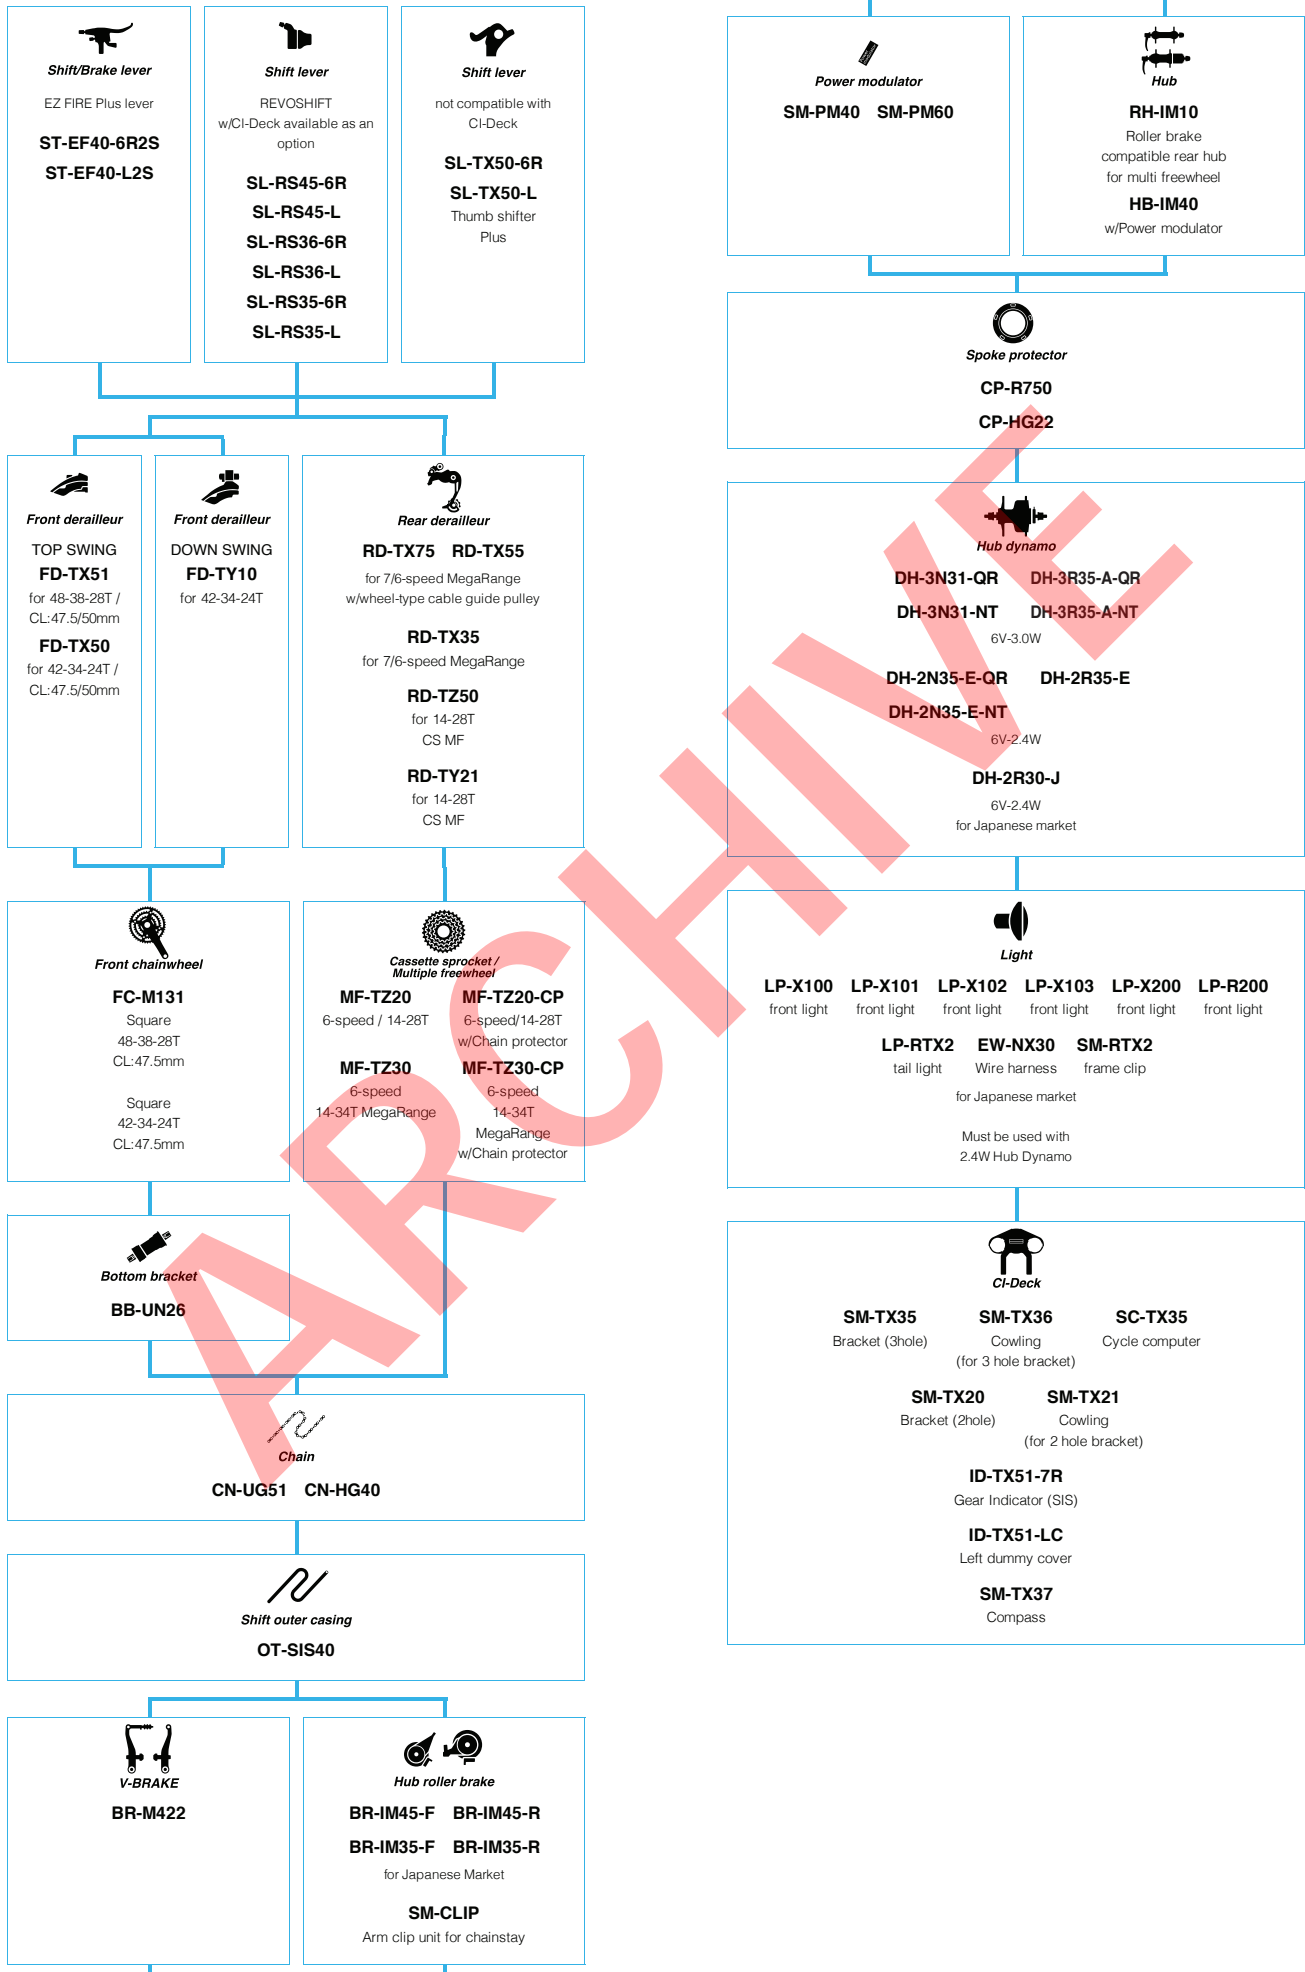 Shift/Brake lever
EZ FIRE Plus lever
ST-EF40-6R2S
ST-EF40-L2S
Shift lever
REVOSHIFT
w/CI-Deck available as an
option
SL-RS45-6R
SL-RS45-L
SL-RS36-6R
SL-RS36-L
SL-RS35-6R
SL-RS35-L
Shift lever
not compatible with
CI-Deck
SL-TX50-6R
SL-TX50-L
Thumb shifter
Plus
Front derailleur
TOP SWING
FD-TX51
for 48-38-28T /
CL:47.5/50mm
FD-TX50
for 42-34-24T /
CL:47.5/50mm
Front derailleur
DOWN SWING
FD-TY10
for 42-34-24T
Rear derailleur
RD-TX75 RD-TX55
for 7/6-speed MegaRange
w/wheel-type cable guide pulley
RD-TX35
for 7/6-speed MegaRange
RD-TZ50
for 14-28T
CS MF
RD-TY21
for 14-28T
CS MF
Front chainwheel
FC-M131
Square
48-38-28T
CL:47.5mm
Square
42-34-24T
CL:47.5mm
Cassette sprocket /
Multiple freewheel
MF-TZ20
6-speed / 14-28T
MF-TZ20-CP
6-speed/14-28T
w/Chain protector
MF-TZ30
6-speed
14-34T MegaRange
MF-TZ30-CP
6-speed
14-34T
MegaRange
w/Chain protector
Bottom bracket
BB-UN26
Chain
CN-UG51 CN-HG40
Shift outer casing
OT-SIS40
V-BRAKE
BR-M422
Hub roller brake
BR-IM45-F BR-IM45-R
BR-IM35-F BR-IM35-R
for Japanese Market
SM-CLIP
Arm clip unit for chainstay
Power modulator
SM-PM40 SM-PM60
Hub
RH-IM10
Roller brake
compatible rear hub
for multi freewheel
HB-IM40
w/Power modulator
Spoke protector
CP-R750
CP-HG22
Hub dynamo
DH-3N31-QR DH-3R35-A-QR
DH-3N31-NT DH-3R35-A-NT
6V-3.0W
DH-2N35-E-QR DH-2R35-E
DH-2N35-E-NT
6V-2.4W
DH-2R30-J
6V-2.4W
for Japanese market
Light
LP-X100 LP-X101 LP-X102 LP-X103 LP-X200 LP-R200
front light front light front light front light front light front light
LP-RTX2 EW-NX30 SM-RTX2
tail light Wire harness frame clip
for Japanese market
Must be used with
2.4W Hub Dynamo
CI-Deck
SM-TX35
Bracket (3hole)
SM-TX36
Cowling
(for 3 hole bracket)
SC-TX35
Cycle computer
SM-TX20
Bracket (2hole)
SM-TX21
Cowling
(for 2 hole bracket)
ID-TX51-7R
Gear Indicator (SIS)
ID-TX51-LC
Left dummy cover
SM-TX37
Compass
ARCHIVE